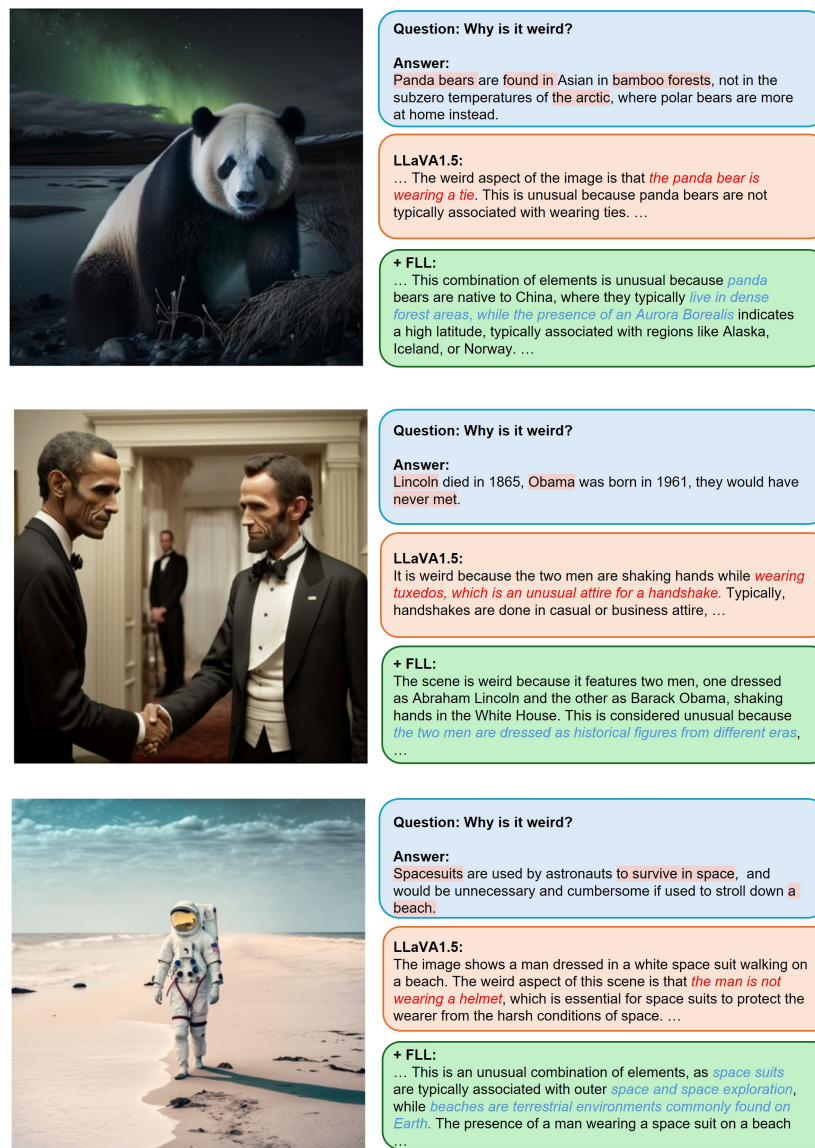 Question: Why is it weird?
Answer:
Panda bears are found in Asian in bamboo forests, not in the
subzero temperatures of the arctic, where polar bears are more
at home instead.
LLaVA1.5:
… The weird aspect of the image is that the panda bear is
wearing a tie. This is unusual because panda bears are not
typically associated with wearing ties. …
+ FLL:
… This combination of elements is unusual because panda
bears are native to China, where they typically live in dense
forest areas, while the presence of an Aurora Borealis indicates
a high latitude, typically associated with regions like Alaska,
Iceland, or Norway. …
Question: Why is it weird?
Answer:
Lincoln died in 1865, Obama was born in 1961, they would have
never met.
LLaVA1.5:
It is weird because the two men are shaking hands while wearing
tuxedos, which is an unusual attire for a handshake. Typically,
handshakes are done in casual or business attire, …
+ FLL:
The scene is weird because it features two men, one dressed
as Abraham Lincoln and the other as Barack Obama, shaking
hands in the White House. This is considered unusual because
the two men are dressed as historical figures from different eras,
…
Question: Why is it weird?
Answer:
Spacesuits are used by astronauts to survive in space, and
would be unnecessary and cumbersome if used to stroll down a
beach.
LLaVA1.5:
The image shows a man dressed in a white space suit walking on
a beach. The weird aspect of this scene is that the man is not
wearing a helmet, which is essential for space suits to protect the
wearer from the harsh conditions of space. …
+ FLL:
… This is an unusual combination of elements, as space suits
are typically associated with outer space and space exploration,
while beaches are terrestrial environments commonly found on
Earth. The presence of a man wearing a space suit on a beach
…